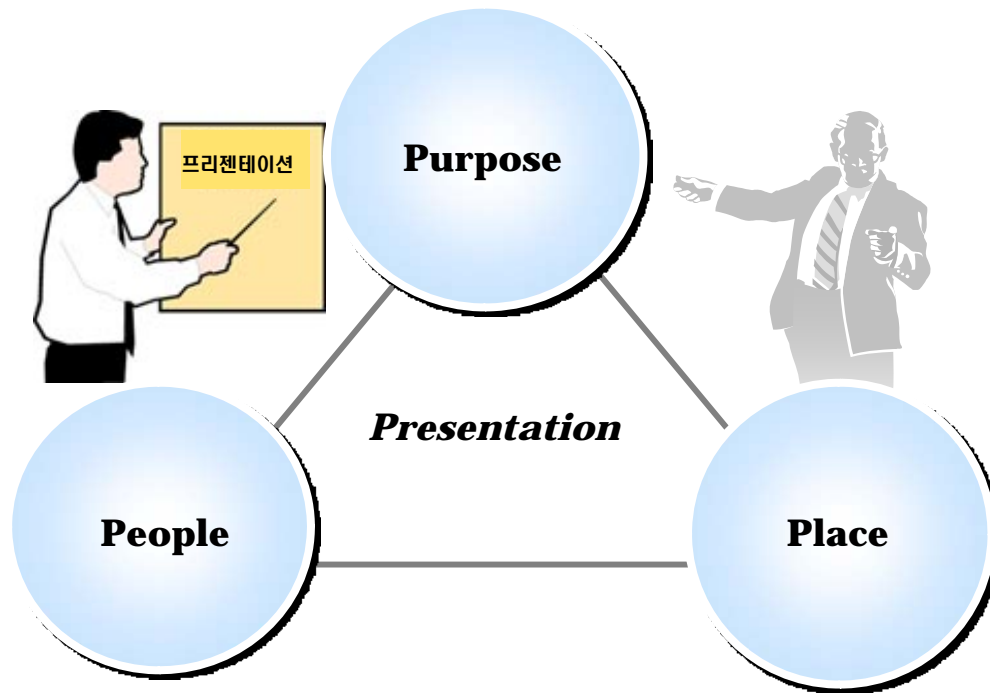 프리젠테이션
Purpose
Presentation
People
Place